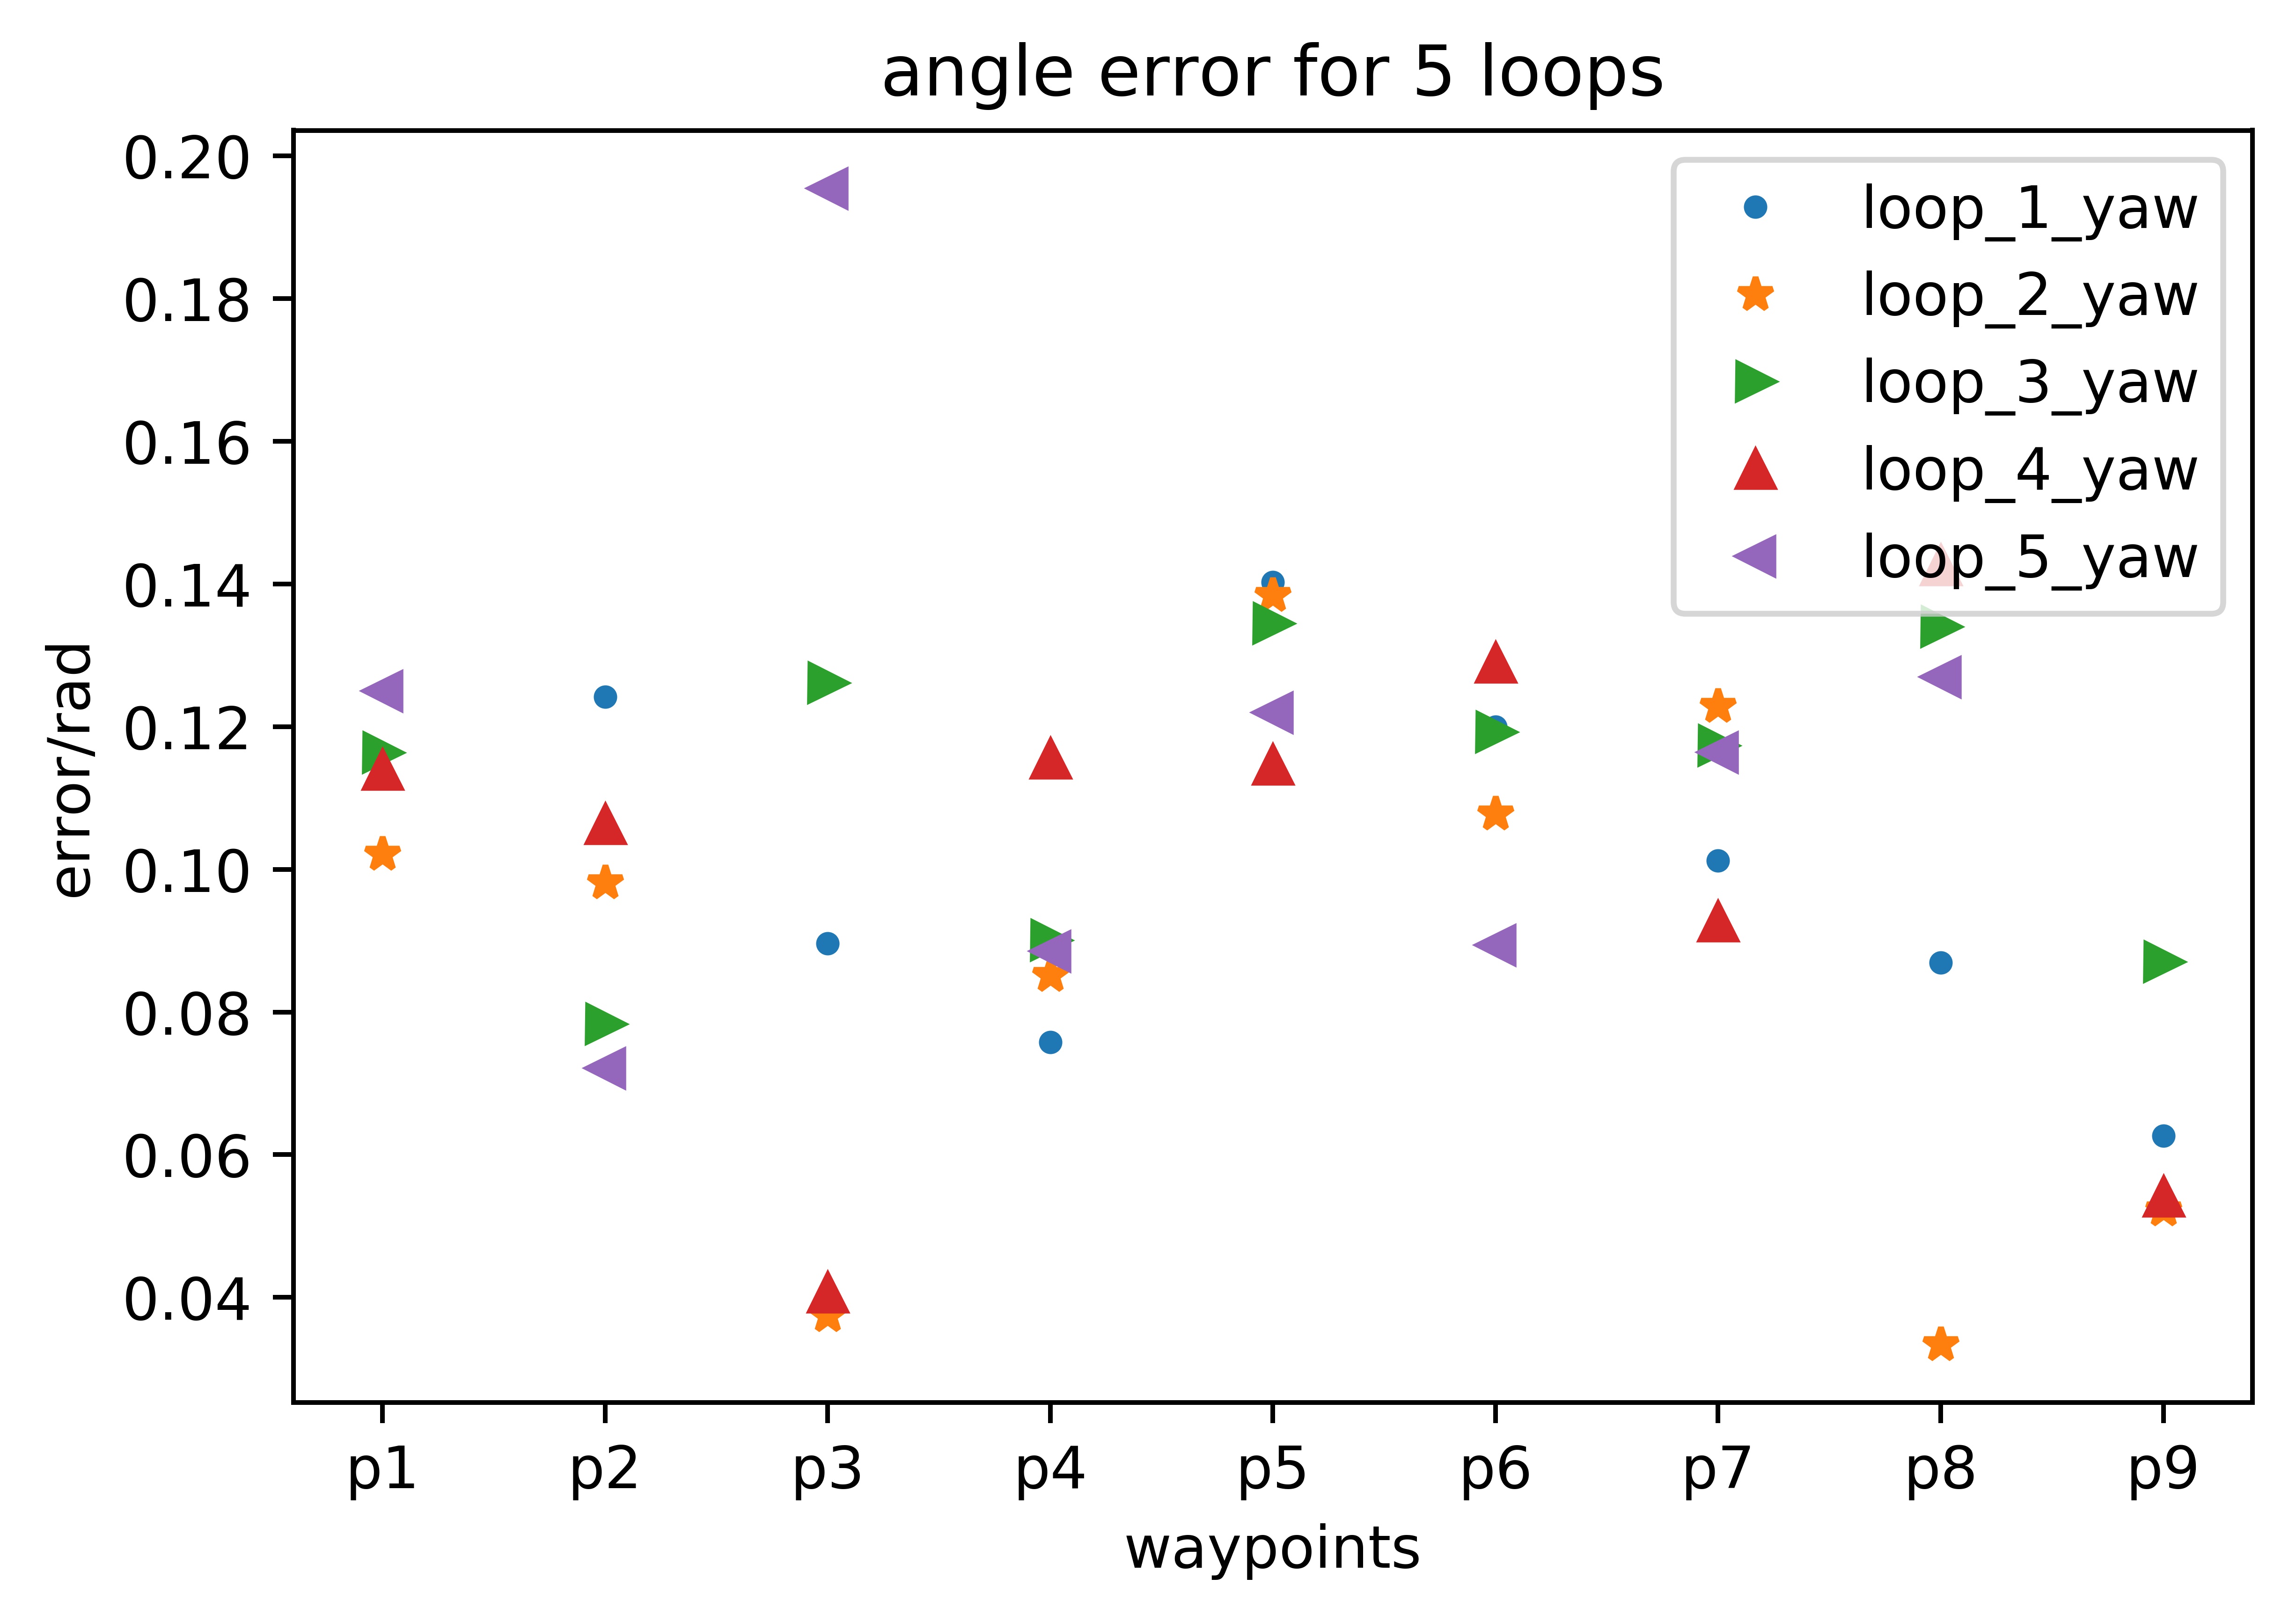 angle error for 5 loops
0.20
0.18
0.16
0.14
0.12
0.10
0.08
0.06
0.04
error/rad
loop_1_yaw
loop_2_yaw
loop_3_yaw
loop_4_yaw
loop_5_yaw
p1 p2 p3 p4 p5 p6 p7 p8 p9
waypoints